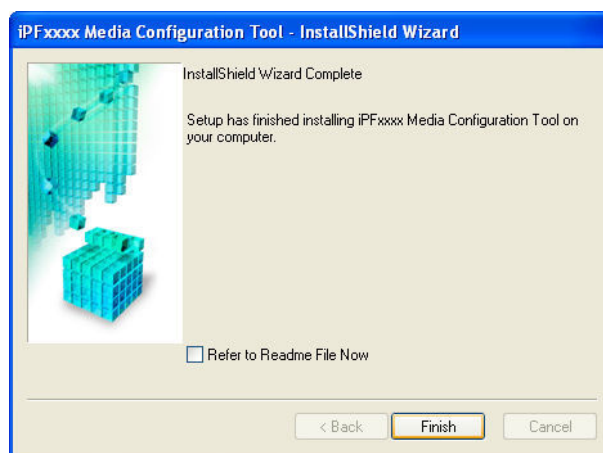 iPFxxxx Media Configuration Tool - InstallShield Wizard
InstallShield Wizard Complete
Setup has finished installing iPFxxxx Media Configuration Tool on
your computer.
Refer to Readme File Now
< Back
Finish
Cancel